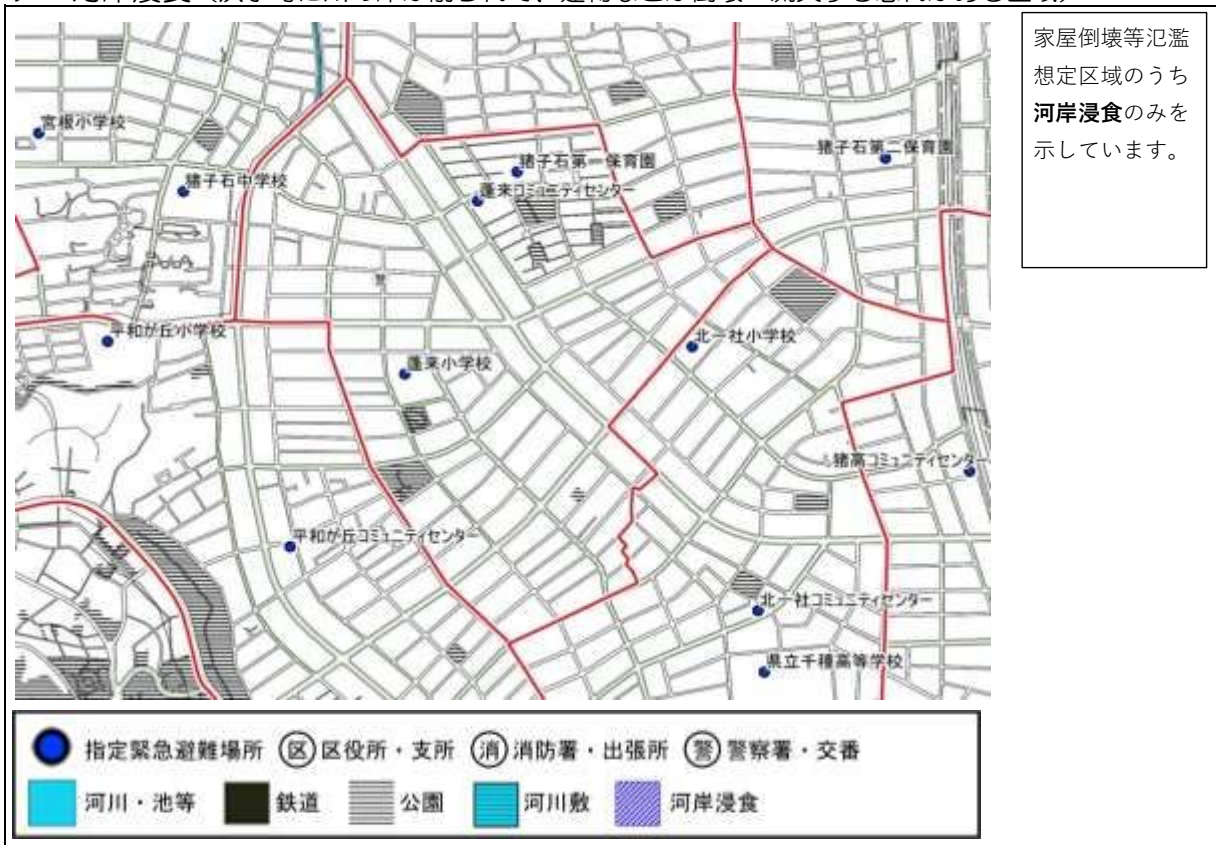 家屋倒壊等氾濫
想定区域のうち
河岸浸食のみを
示しています。
宮根小学校
猪子石中学校
猪子石第一保育園
蓬来コミュニティセンター
猪子石第二保育園
平和が丘小学校
蓬来小学校
北一社小学校
猪高コミュニティセンター
平和が丘コミュニティセンター
北一社コミュニティセンター
県立千種高等学校
指定緊急避難場所 区 区役所・支所 消 消防署・出張所 警 警察署・交番
河川・池等 鉄道 公園 河川敷 河岸浸食